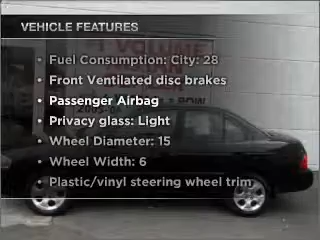 VEHICLE FEATURES
• Fuel Consumption: City: 28
• Front Ventilated disc brakes
• Passenger Airbag
• Privacy glass: Light
• Wheel Diameter: 15
• Wheel Width: 6
• Plastic/vinyl steering wheel trim